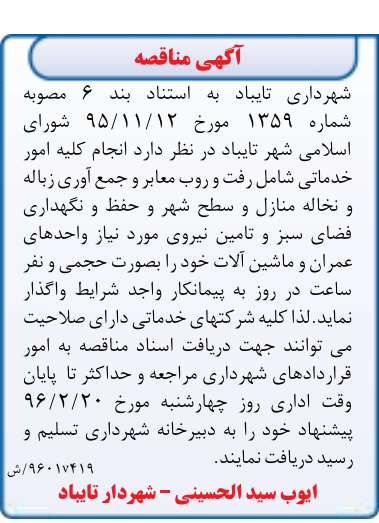 آگهی مناقصه
شهرداری تایباد به استناد بند ۶ مصوبه
شماره ۱۳۵۹ مورخ ۹۵/۱۱/۱۲ شورای
اسلامی شهر تایباد در نظر دارد انجام کلیه امور
خدماتی شامل رفت و روب معابر و جمع آوری زباله
و نخاله منازل و سطح شهر و حفظ و نگهداری
فضای سبز و تامین نیروی مورد نیاز واحدهای
عمران و ماشین آلات خود را بصورت حجمی و نفر
ساعت در روز به پیمانکار واجد شرایط واگذار
نماید.لذا کلیه شرکتهای خدماتی دارای صلاحیت
می توانند جهت دریافت اسناد مناقصه به امور
قراردادهای شهرداری مراجعه و حداکثر تا پایان
وقت اداری روز چهارشنبه مورخ ۹۶/۲/۲۰
پیشنهاد خود را به دبیرخانه شهرداری تسلیم و
رسید دریافت نمایند.
۹۶۰۱۷۴۱۹/ش
ایوب سید الحسینی - شهردار تایباد